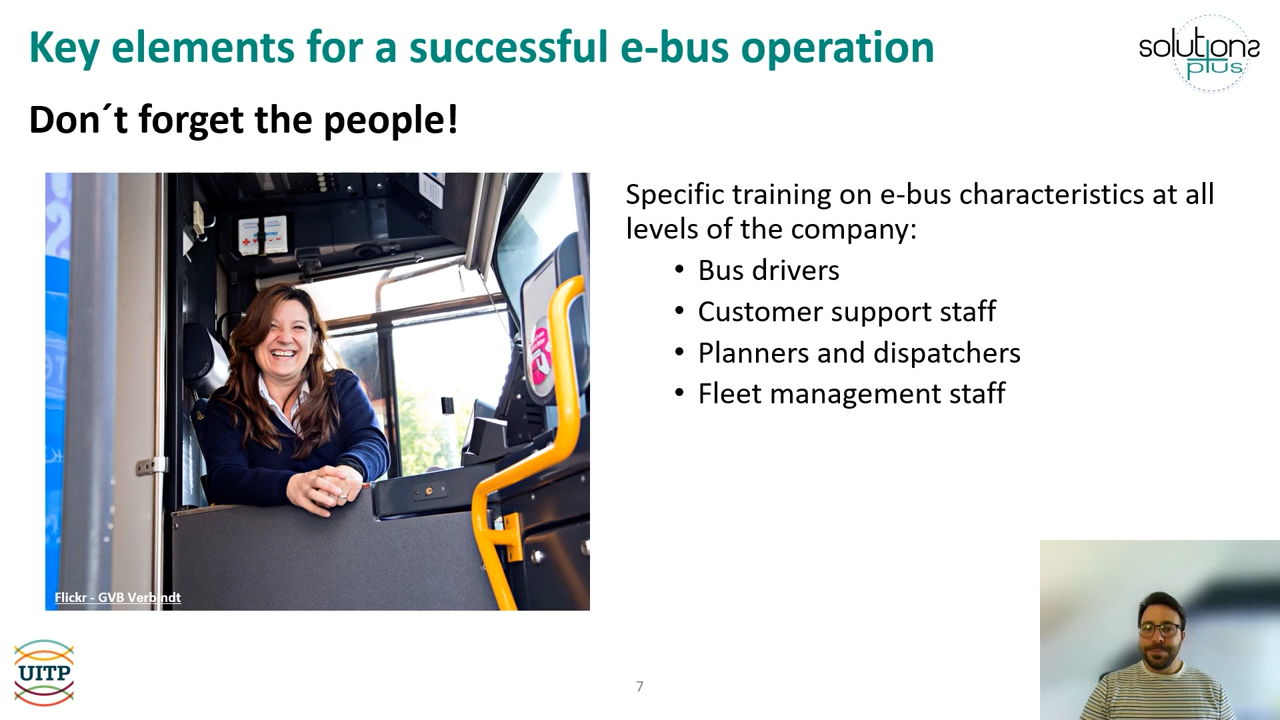 Key elements for a successful e-bus operation
solutions
plus
Don´t forget the people!
Specific training on e-bus characteristics at all
levels of the company:
• Bus drivers
• Customer support staff
• Planners and dispatchers
• Fleet management staff
Flickr - GVB Verbindt
UITP
7